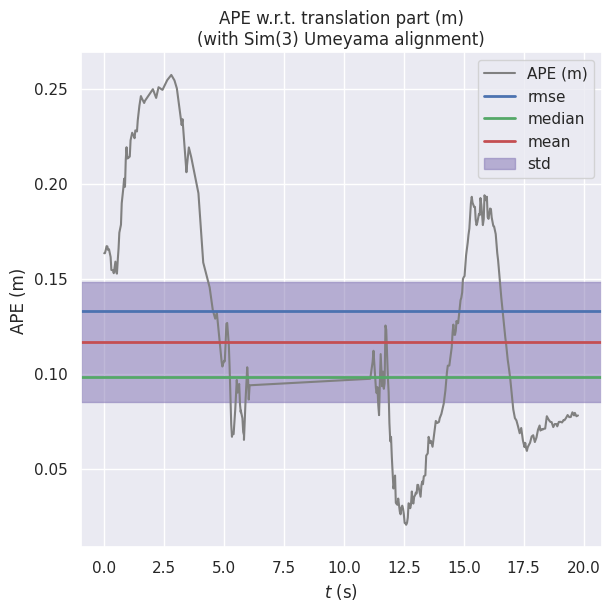 APE w.r.t. translation part (m)
(with Sim(3) Umeyama alignment)
APE (m)
rmse
median
mean
std
0.25
0.20
0.15
0.10
0.05
APE (m)
0.0 2.5 5.0 7.5 10.0 12.5 15.0 17.5 20.0
t (s)